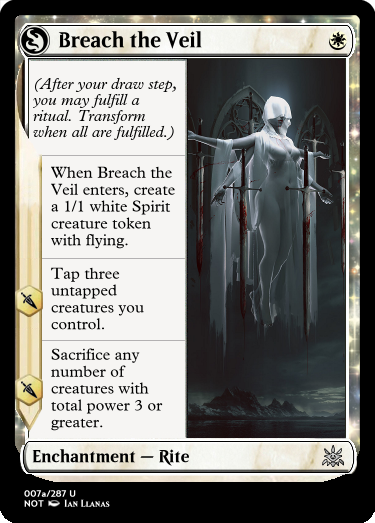 Breach the Veil
(After your draw step,
you may fulfill a
ritual. Transform
when all are fulfilled.)
When Breach the
Veil enters, create
a 1/1 white Spirit
creature token
with flying.
Tap three
untapped
creatures you
control.
Sacrifice any
number of
creatures with
total power 3 or
greater.
Enchantment — Rite
007a/287 U
NOT Ian Llanas